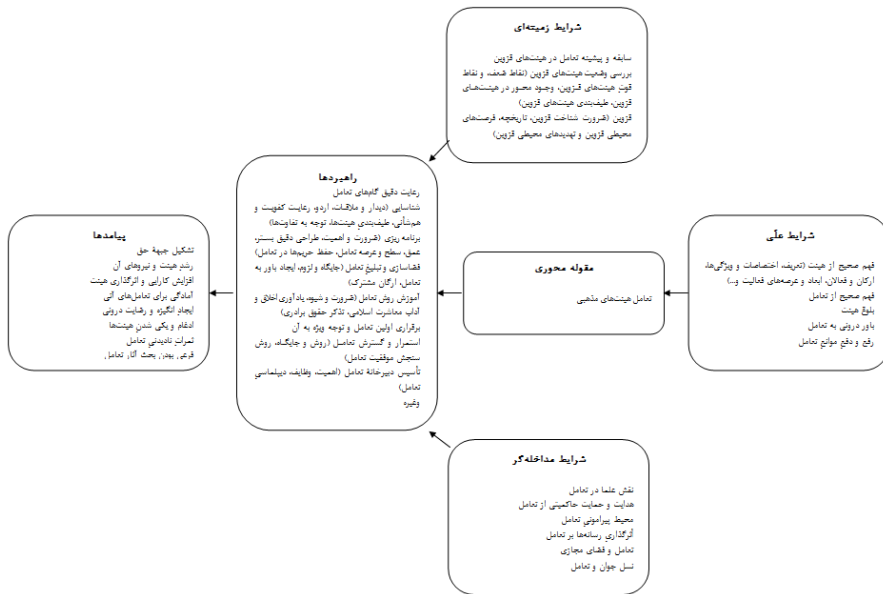 شرایط زمینه‌ای
سابقه و پیشینه تعامل در هیئت‌های قزوین
بررسی وضعیت هیئت‌های قزوین (نقاط ضعف، و نقاط
قوتِ هیئت‌های قزوین، وجود محور در هیئت‌های
قزوین، طیف‌بندی هیئت‌های قزوین)
قزوین (ضرورت شناخت قزوین، تاریخچه، فرصت‌های
محیطی قزوین و تهدیدهای محیطی قزوین)
شرایط علّی
فهم صحیح از هیئت (تعریف، اختصاصات و ویژگی‌ها،
ارکان و فعالان، ابعاد و عرصه‌های فعالیت و...)
فهم صحیح از تعامل
بلوغ هیئت
باور درونی به تعامل
رفع و دفع موانع تعامل
مقوله محوری
تعامل هیئت‌های مذهبی
راهبردها
رعایت دقیق گام‌های تعامل
شناسایی (دیدار و ملاقات، اردو، رعایت کفویت و
هم‌شأنی، طیف‌بندی هیئت‌ها، توجه به تفاوت‌ها)
برنامه ریزی (ضرورت و اهمیت، طراحی دقیق بستر،
عمق، سطح و عرصه تعامل، حفظ حریم‌ها در تعامل)
فضاسازی و تبلیغ تعامل (جایگاه و لزوم، ایجاد باور به
تعامل، ارگان مشترک)
آموزش روش تعامل (ضرورت و شیوه، یادآوری اخلاق و
آداب معاشرت اسلامی، تذکر حقوق برادری)
برقراری اولین تعامل و توجه ویژه به آن
استمرار و گسترش تعامل (روش و جایگاه، روش
سنجش موفقیت تعامل)
تأسیس دبیرخانهٔ تعامل (اهمیت، وظایف، دیپلماسیِ
تعامل)
وغیره
پیامدها
تشکیل جبههٔ حق
رشدِ هیئت و نیروهای آن
افزایش کارایی و اثرگذاری هیئت
آمادگی برای تعامل‌های آتی
ایجاد انگیزه و رضایت درونی
ادغام و یکی شدنِ هیئت‌ها
ثمراتِ نادیدنیِ تعامل
فرعی بودن بحث آثار تعامل
شرایط مداخله‌گر
نقش علما در تعامل
هدایت و حمایت حاکمیتی از تعامل
محیط پیرامونیِ تعامل
أثرگذاریِ رسانه‌ها بر تعامل
تعامل و فضای مجازی
نسل جوان و تعامل